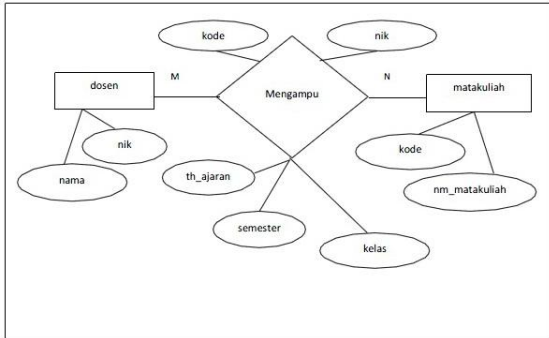 kode
nik
dosen
M
Mengampu
N
matakuliah
nik
nama
th_ajaran
semester
kelas
kode
nm_matakuliah